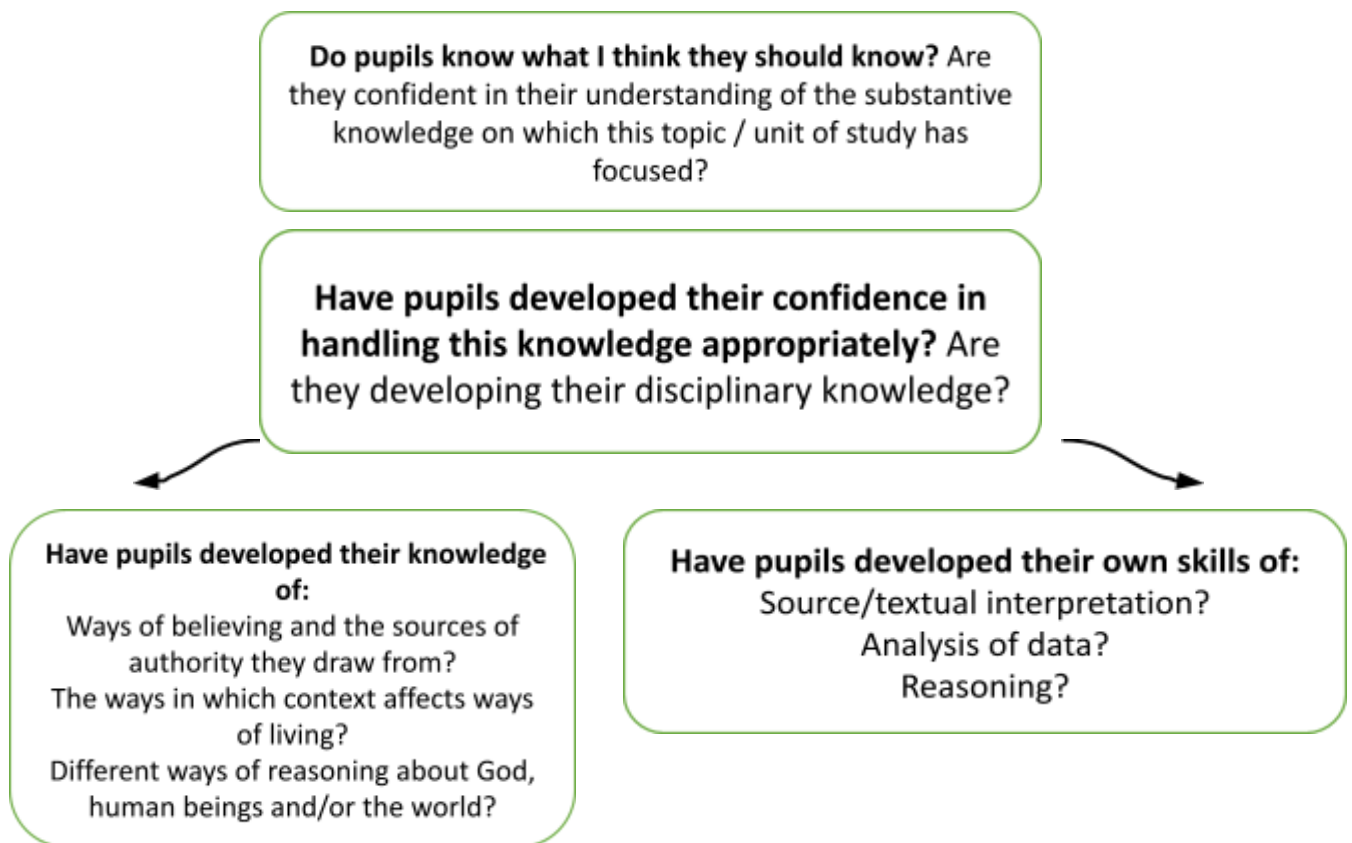 Do pupils know what I think they should know? Are
they confident in their understanding of the substantive
knowledge on which this topic / unit of study has
focused?
Have pupils developed their confidence in
handling this knowledge appropriately? Are
they developing their disciplinary knowledge?
Have pupils developed their knowledge
of:
Ways of believing and the sources of
authority they draw from?
The ways in which context affects ways
of living?
Different ways of reasoning about God,
human beings and/or the world?
Have pupils developed their own skills of:
Source/textual interpretation?
Analysis of data?
Reasoning?